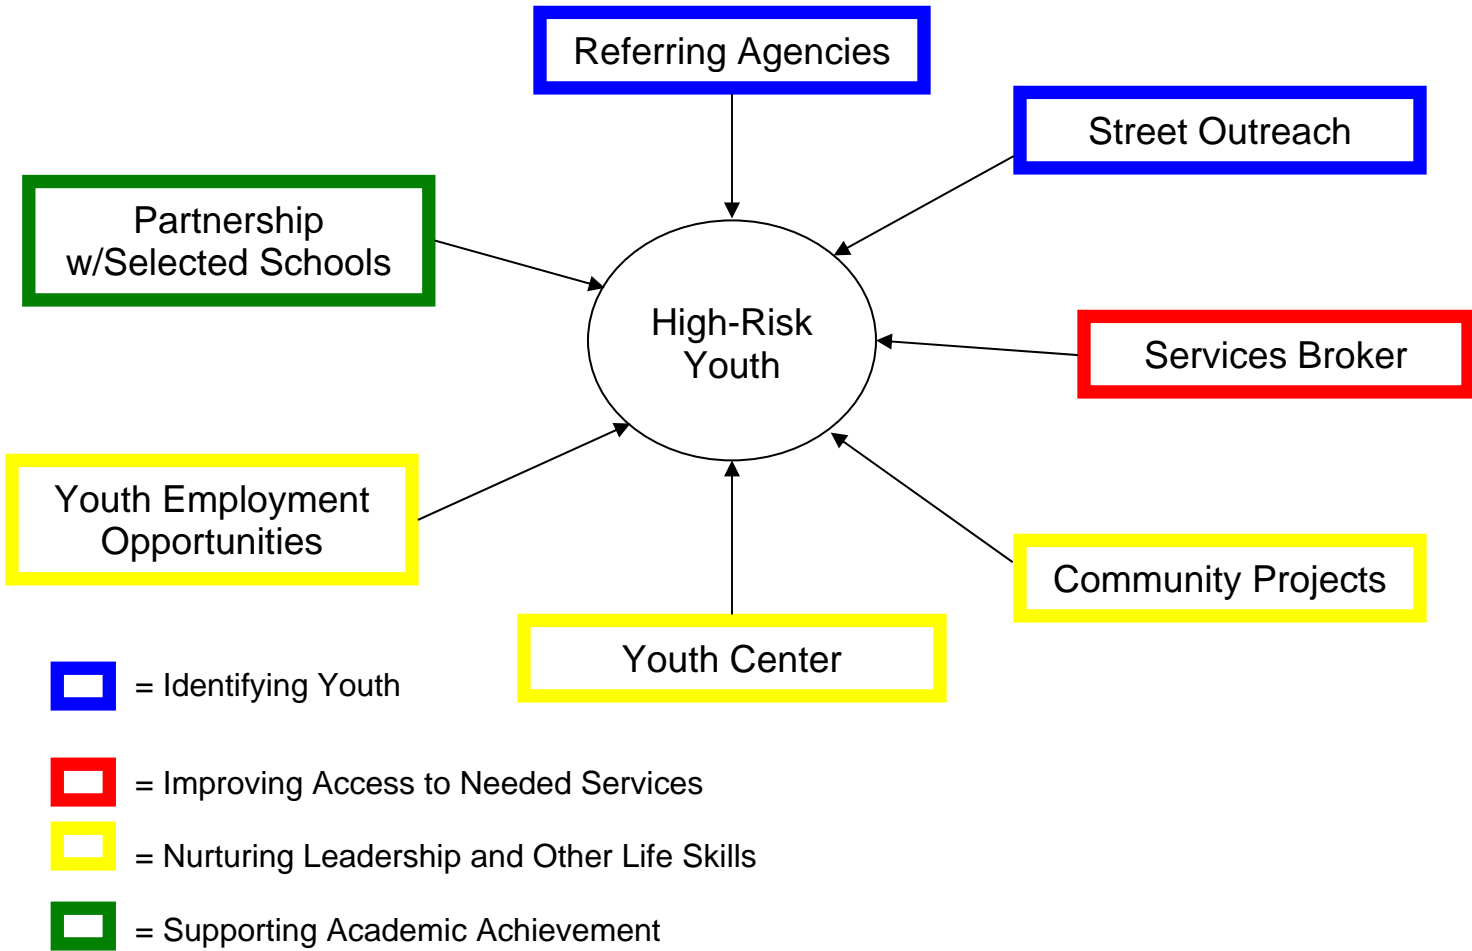 Referring Agencies
Street Outreach
Partnership
w/Selected Schools
High-Risk
Youth
Services Broker
Youth Employment
Opportunities
Community Projects
Youth Center
= Identifying Youth
= Improving Access to Needed Services
= Nurturing Leadership and Other Life Skills
= Supporting Academic Achievement